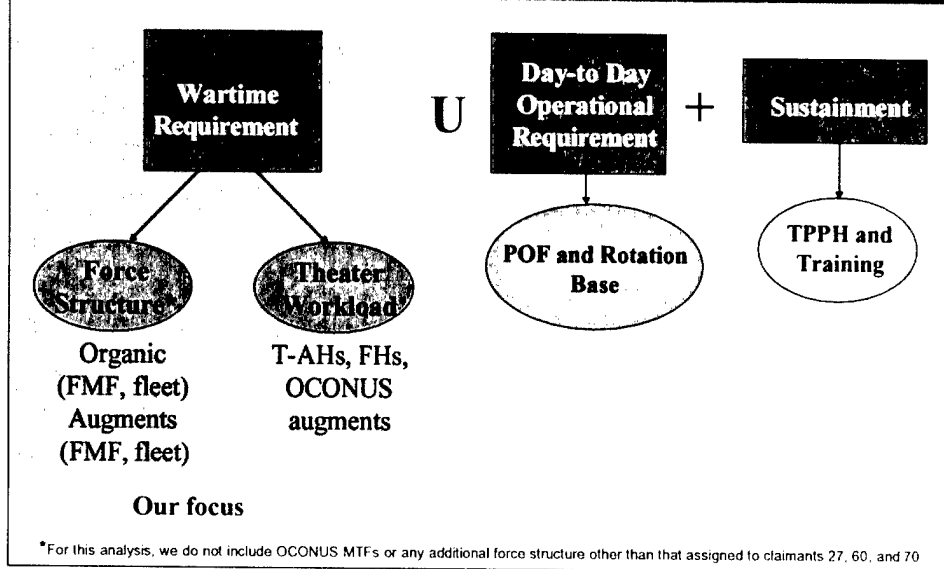 Wartime
Requirement
U
Day-to Day
Operational
Requirement
+
Sustainment
Force
Structure*
Theater
Workload
POF and Rotation
Base
TPPH and
Training
Organic
(FMF, fleet)
Augments
(FMF, fleet)
T-AHs, FHs,
OCONUS
augments
Our focus
*For this analysis, we do not include OCONUS MTFs or any additional force structure other than that assigned to claimants 27, 60, and 70